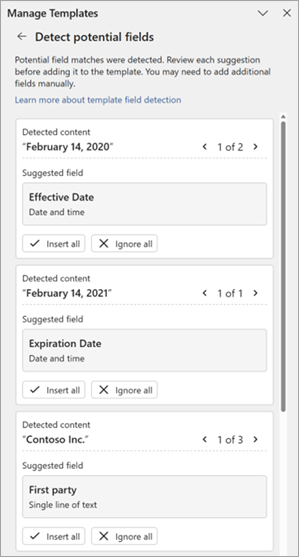 Manage Templates
Detect potential fields
Potential field matches were detected. Review each suggestion
before adding it to the template. You may need to add additional
fields manually.
Learn more about template field detection
Detected content
"February 14, 2020"
1 of 2
Suggested field
Effective Date
Date and time
Insert all
Ignore all
Detected content
"February 14, 2021"
1 of 1
Suggested field
Expiration Date
Date and time
Insert all
Ignore all
Detected content
"Contoso Inc."
1 of 3
Suggested field
First party
Single line of text
Insert all
Ignore all